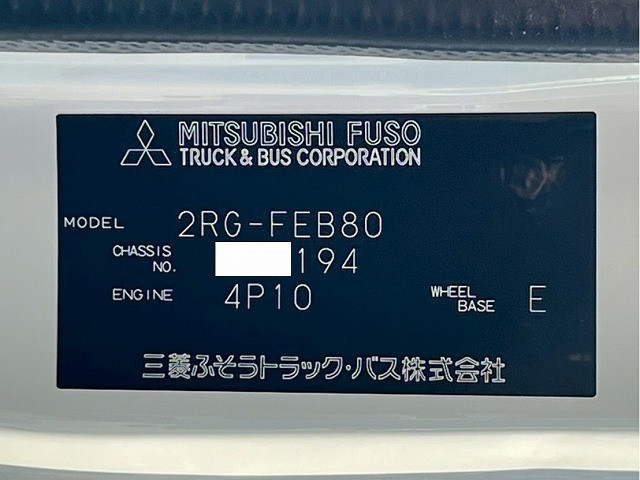 MITSUBISHI FUSO
TRUCK & BUS CORPORATION
MODEL 2RG-FEB80
CHASSIS NO. 194
ENGINE 4P10 WHEEL BASE E
三菱ふそうトラック・バス株式会社